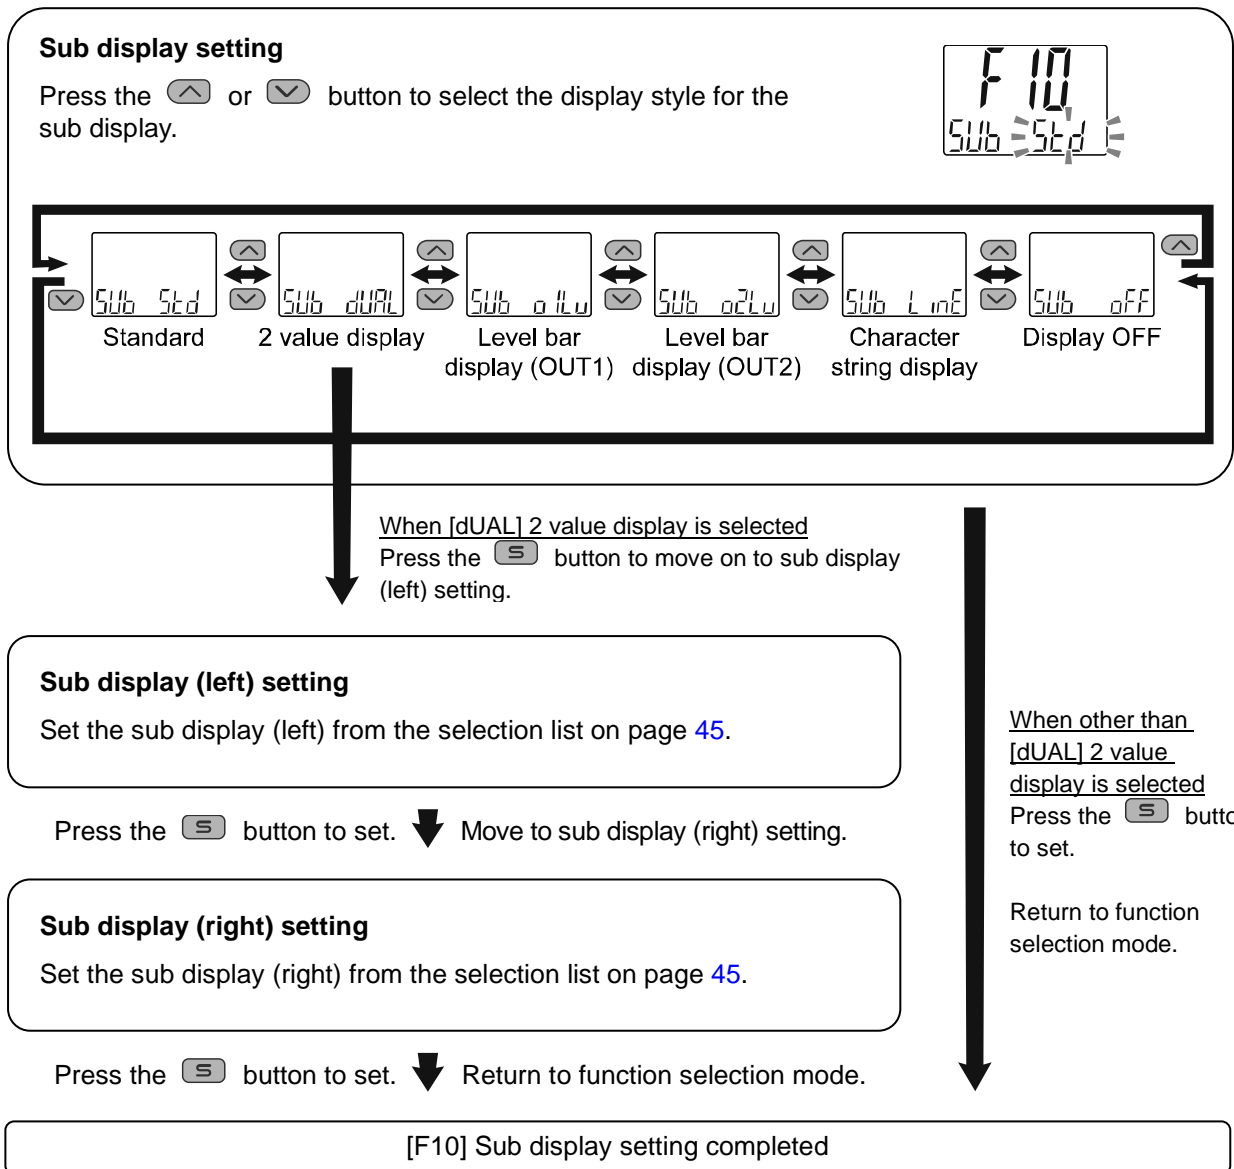 Sub display setting
Press the or button to select the display style for the
sub display.
F 10
SUb Std
SUb Std
SUb dUAL
SUb o1Lv
SUb o2Lv
SUb LinE
SUb oFF
Standard
2 value display
Level bar
display (OUT1)
Level bar
display (OUT2)
Character
string display
Display OFF
When [dUAL] 2 value display is selected
Press the S button to move on to sub display
(left) setting.
Sub display (left) setting
Set the sub display (left) from the selection list on page 45.
Press the S button to set. Move to sub display (right) setting.
When other than
[dUAL] 2 value
display is selected
Press the S butto
to set.
Return to function
selection mode.
Sub display (right) setting
Set the sub display (right) from the selection list on page 45.
Press the S button to set. Return to function selection mode.
[F10] Sub display setting completed